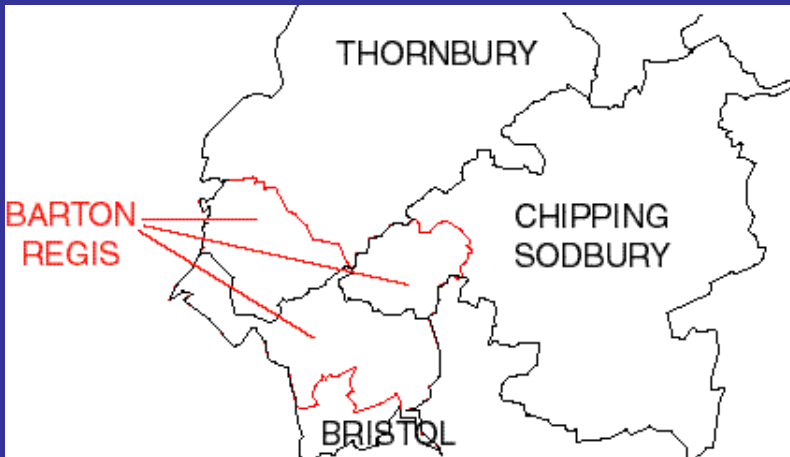 THORNBURY
BARTON
REGIS
CHIPPING
SODBURY
BRISTOL